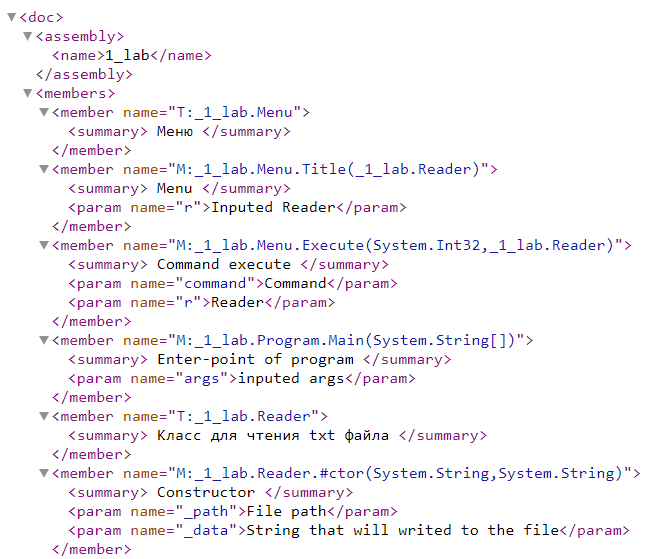 <doc>
<assembly>
<name>1_lab</name>
</assembly>
<members>
<member name="T:_1_lab.Menu">
<summary> Меню </summary>
</member>
<member name="M:_1_lab.Menu.Title(_1_lab.Reader)">
<summary> Menu </summary>
<param name="r">Inputed Reader</param>
</member>
<member name="M:_1_lab.Menu.Execute(System.Int32,_1_lab.Reader)">
<summary> Command execute </summary>
<param name="command">Command</param>
<param name="r">Reader</param>
</member>
<member name="M:_1_lab.Program.Main(System.String[])">
<summary> Enter-point of program </summary>
<param name="args">inputed args</param>
</member>
<member name="T:_1_lab.Reader">
<summary> Класс для чтения txt файла </summary>
</member>
<member name="M:_1_lab.Reader.#ctor(System.String,System.String)">
<summary> Constructor </summary>
<param name="_path">File path</param>
<param name="_data">String that will writed to the file</param>
</member>